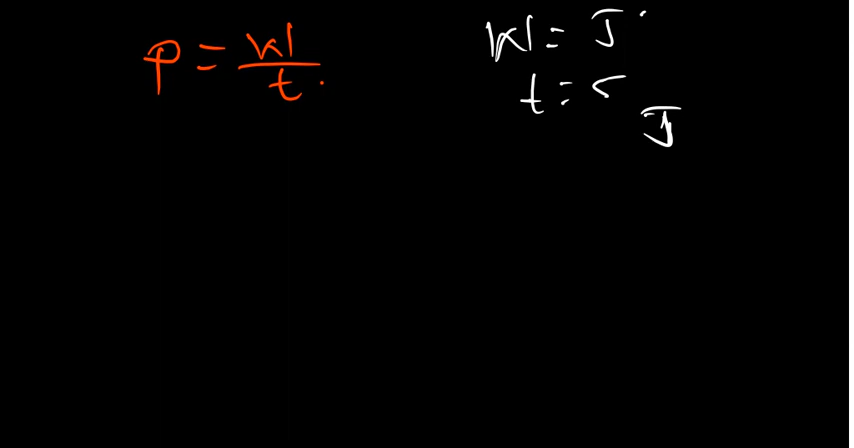 P = W/t
W = J
t = s
J